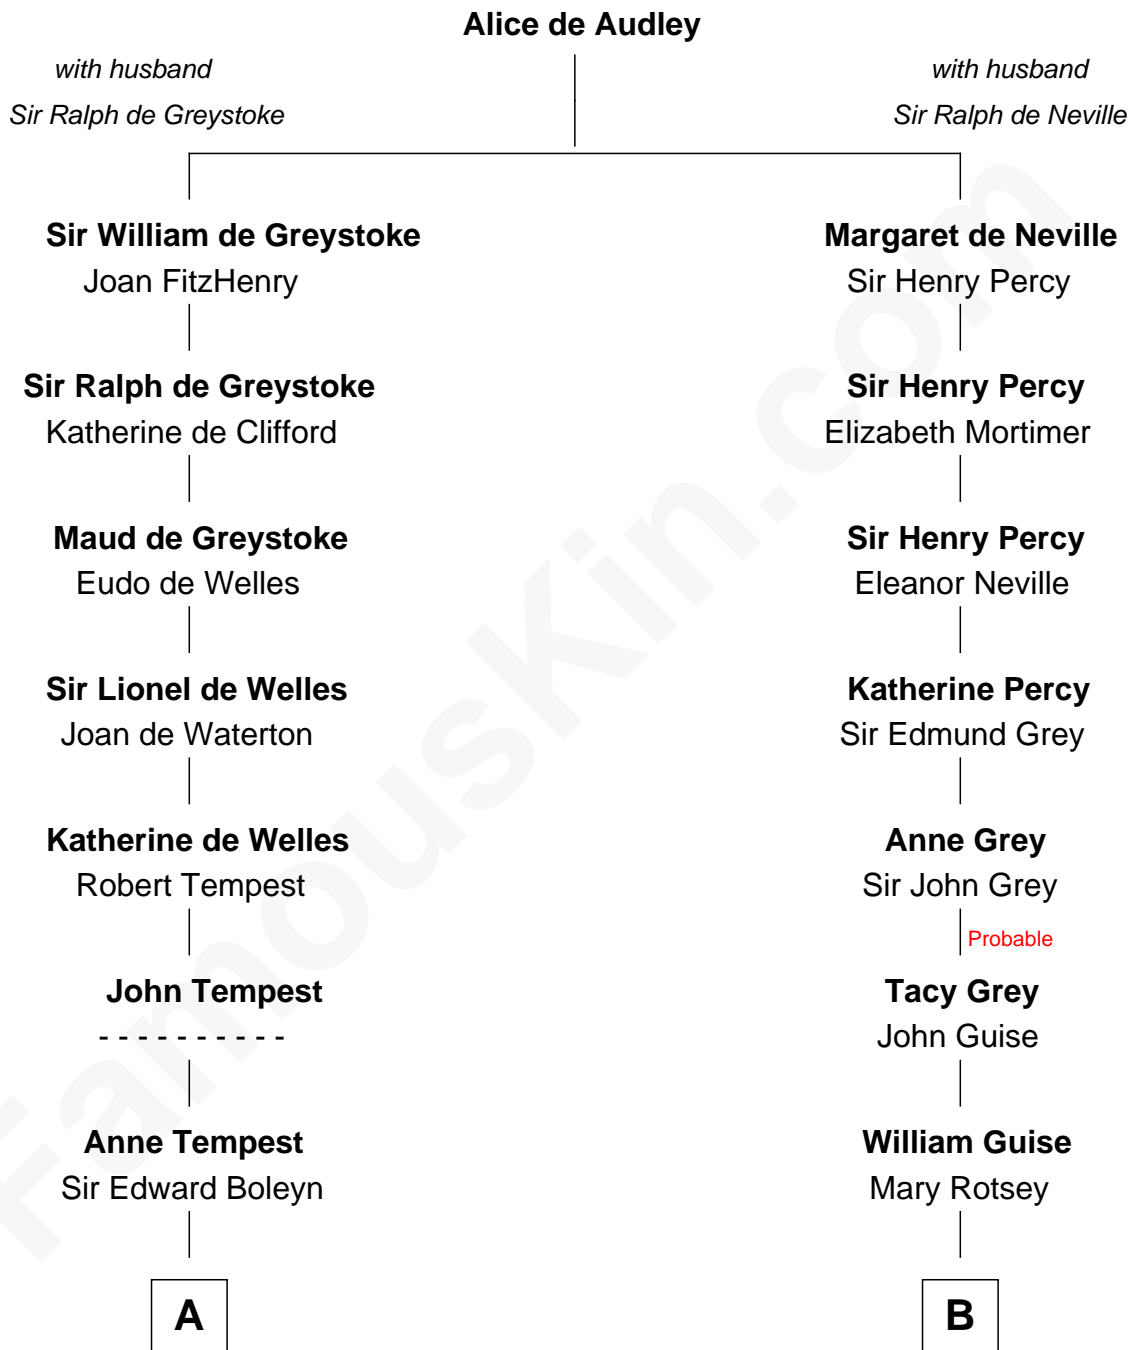 Alice de Audley
with husband
Sir Ralph de Greystoke
with husband
Sir Ralph de Neville
Sir William de Greystoke
Joan FitzHenry
Margaret de Neville
Sir Henry Percy
Sir Ralph de Greystoke
Katherine de Clifford
Sir Henry Percy
Elizabeth Mortimer
Maud de Greystoke
Eudo de Welles
Sir Henry Percy
Eleanor Neville
Sir Lionel de Welles
Joan de Waterton
Katherine Percy
Sir Edmund Grey
Katherine de Welles
Robert Tempest
Anne Grey
Sir John Grey
Probable
John Tempest
- - - - - - - - - -
Tacy Grey
John Guise
Anne Tempest
Sir Edward Boleyn
William Guise
Mary Rotsey
A
B
FamousKin.com